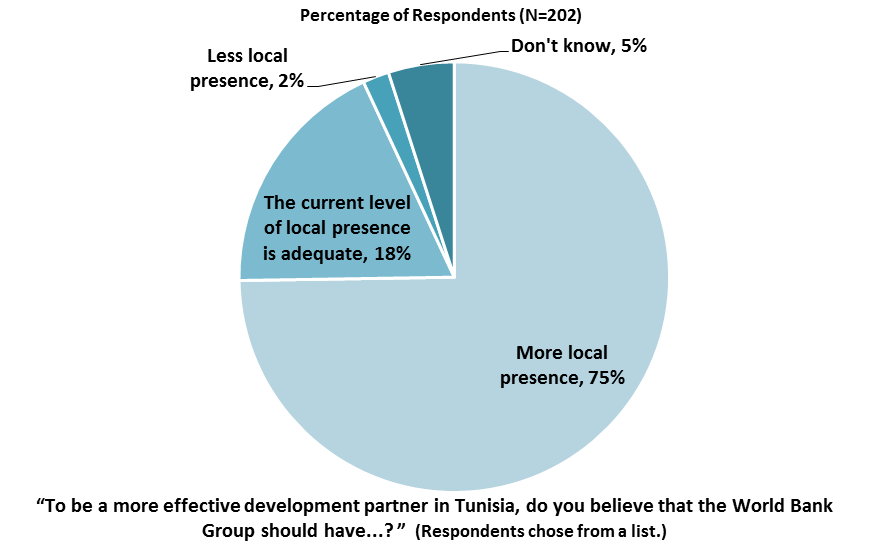 Percentage of Respondents (N=202)
Less local
presence, 2%
Don't know, 5%
The current level
of local presence
is adequate, 18%
More local
presence, 75%
“To be a more effective development partner in Tunisia, do you believe that the World Bank
Group should have...?” (Respondents chose from a list.)